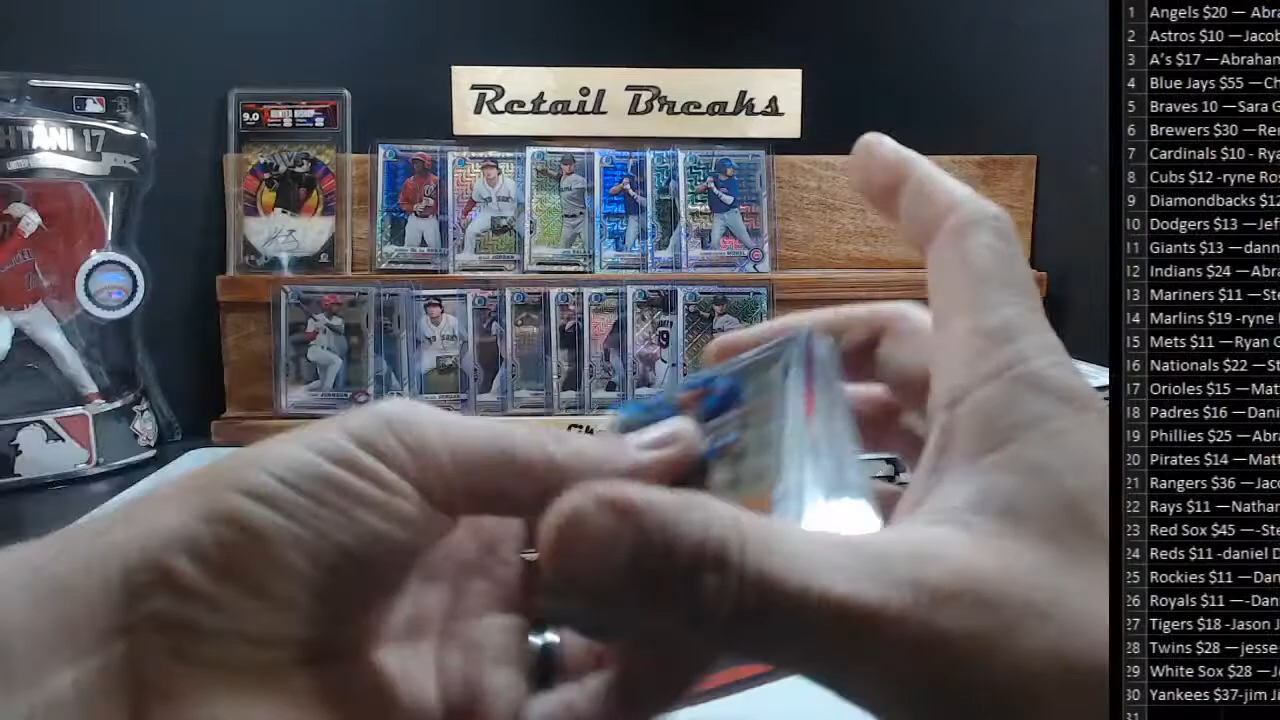 Retail Breaks
9.0
HTANI 17
1 Angels $20 — Abr
2 Astros $10 —Jacob
3 A's $17 —Abraham
4 Blue Jays $55 —Ch
5 Braves 10 —Sara G
6 Brewers $30 —Re
7 Cardinals $10 - Rya
8 Cubs $12 -ryne Ros
9 Diamondbacks $12
10 Dodgers $13 —Jef
11 Giants $13 —dann
12 Indians $24 —Abr
13 Mariners $11 —Ste
14 Marlins $19 -ryne
15 Mets $11 —Ryan G
16 Nationals $22 —St
17 Orioles $15 —Mat
18 Padres $16 —Dani
19 Phillies $25 —Abr
20 Pirates $14 —Matt
21 Rangers $36 —Jaco
22 Rays $11 —Nathar
23 Red Sox $45 —-Ste
24 Reds $11 -daniel D
25 Rockies $11 —Dan
26 Royals $11 —-Dan
27 Tigers $18 -Jason J
28 Twins $28 —jesse
29 White Sox $28 —J
30 Yankees $37-jim Ji
31